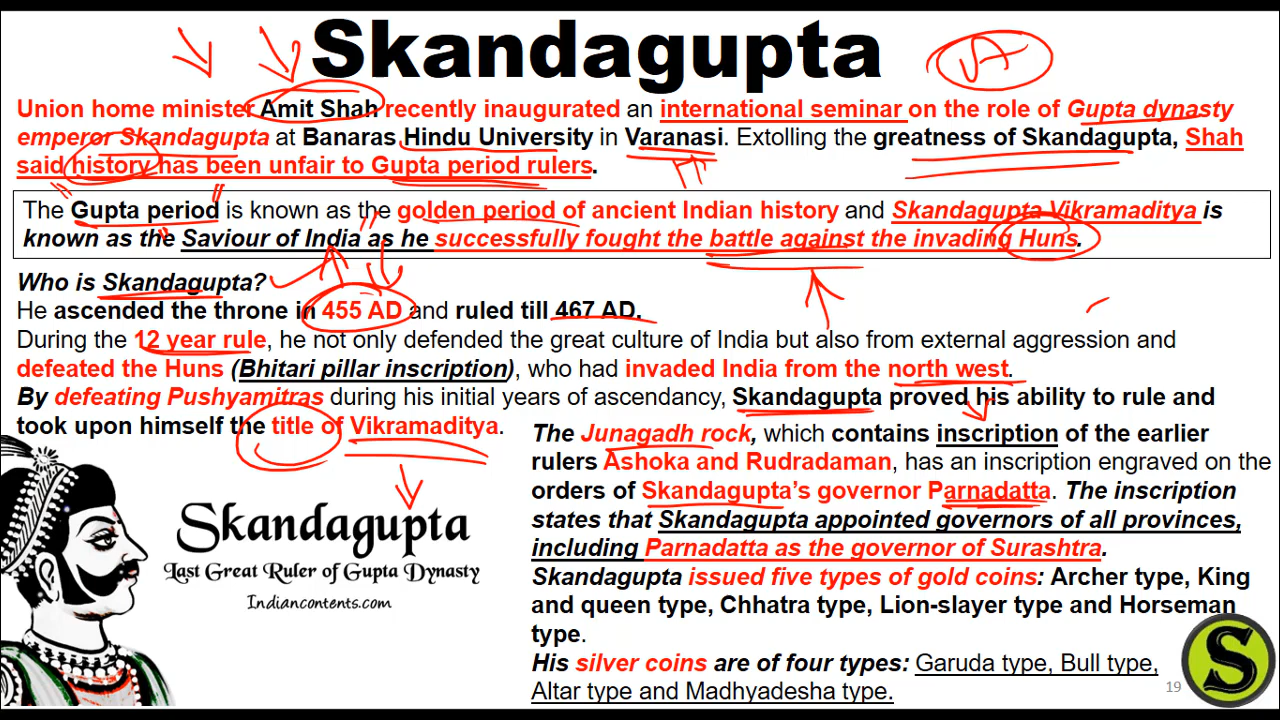 Skandagupta
Union home minister Amit Shah recently inaugurated an international seminar on the role of Gupta dynasty
emperor Skandagupta at Banaras Hindu University in Varanasi. Extolling the greatness of Skandagupta, Shah
said history has been unfair to Gupta period rulers.
The Gupta period is known as the golden period of ancient Indian history and Skandagupta Vikramaditya is
known as the Saviour of India as he successfully fought the battle against the invading Huns.
Who is Skandagupta?
He ascended the throne in 455 AD and ruled till 467 AD.
During the 12 year rule, he not only defended the great culture of India but also from external aggression and
defeated the Huns (Bhitari pillar inscription), who had invaded India from the north west.
By defeating Pushyamitras during his initial years of ascendancy, Skandagupta proved his ability to rule and
took upon himself the title of Vikramaditya.
The Junagadh rock, which contains inscription of the earlier
rulers Ashoka and Rudradaman, has an inscription engraved on the
orders of Skandagupta's governor Parnadatta. The inscription
states that Skandagupta appointed governors of all provinces,
including Parnadatta as the governor of Surashtra.
Skandagupta issued five types of gold coins: Archer type, King
and queen type, Chhatra type, Lion-slayer type and Horseman
type.
His silver coins are of four types: Garuda type, Bull type,
Altar type and Madhyadesha type.
Skandagupta
Last Great Ruler of Gupta Dynasty
Indiancontents.com
S
19